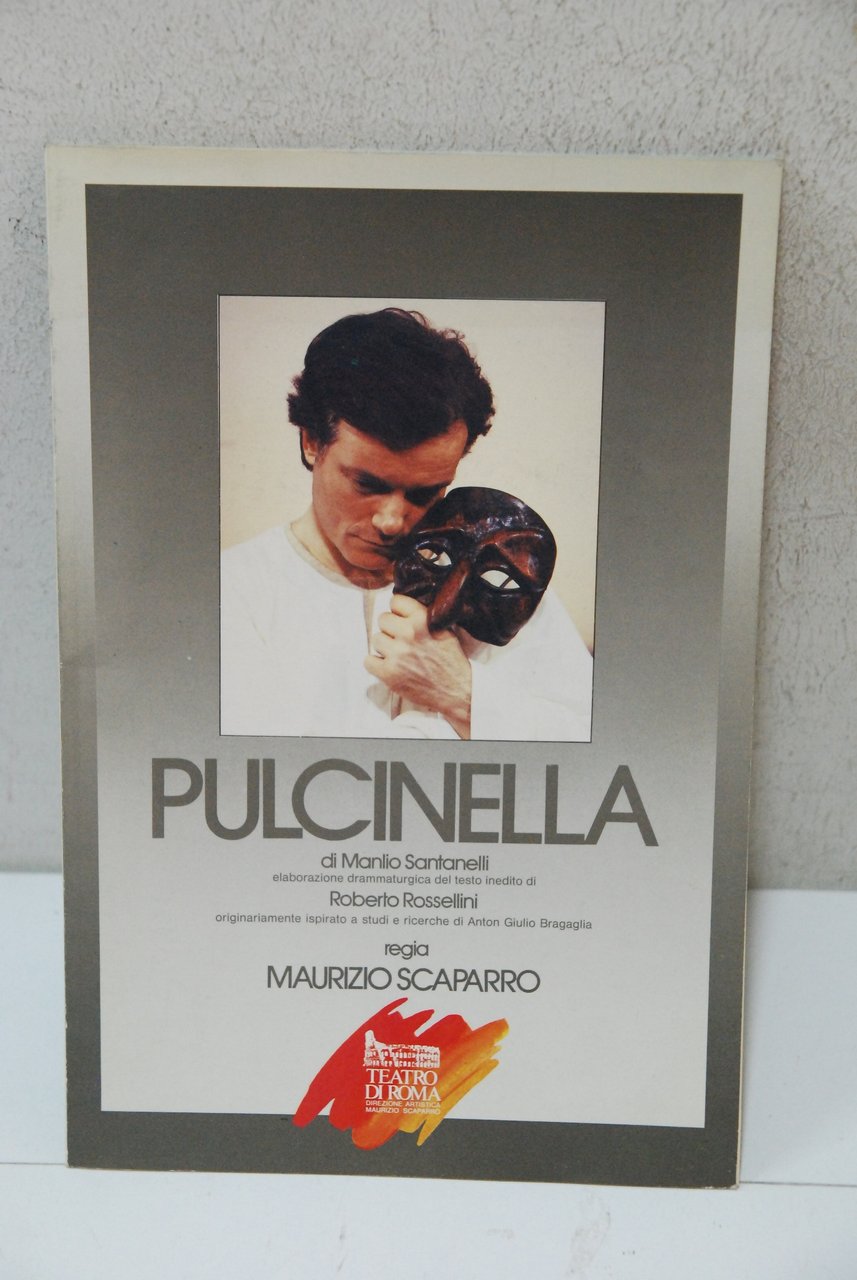 PULCINELLA
di Manlio Santanelli
elaborazione drammaturgica del testo inedito di
Roberto Rossellini
originariamente ispirato a studi e ricerche di Anton Giulio Bragaglia
regia
MAURIZIO SCAPARRO
TEATRO
DI ROMA
DIREZIONE ARTISTICA
MAURIZIO SCAPARRO